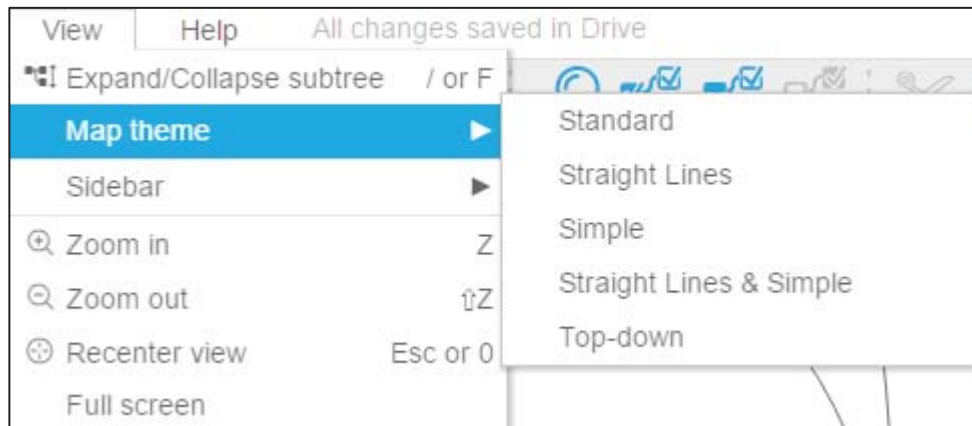 View Help All changes saved in Drive
Expand/Collapse subtree / or F
Map theme
Sidebar
Zoom in Z
Zoom out ⇧Z
Recenter view Esc or 0
Full screen
Standard
Straight Lines
Simple
Straight Lines & Simple
Top-down